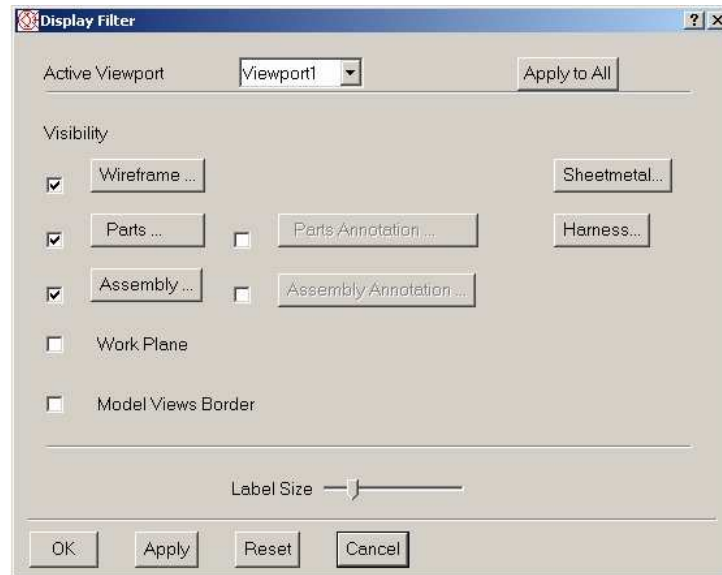 Display Filter ? X
Active Viewport Viewport1 Apply to All
Visibility
Wireframe ... Sheetmetal...
Parts ... Parts Annotation ... Harness...
Assembly ... Assembly Annotation ...
Work Plane
Model Views Border
Label Size
OK Apply Reset Cancel